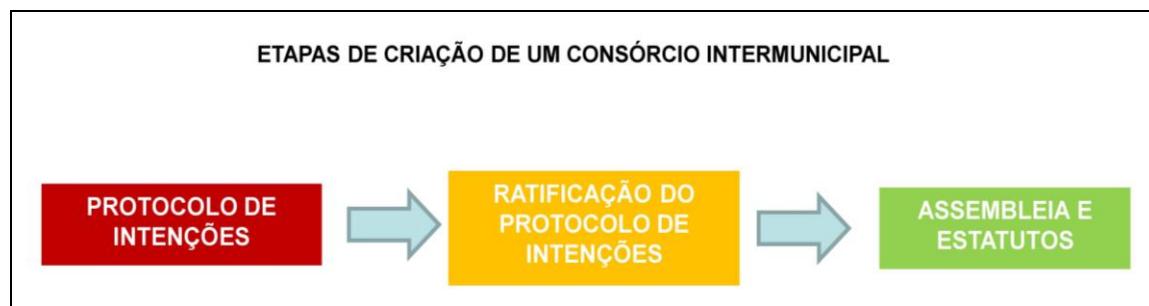 ETAPAS DE CRIAÇÃO DE UM CONSÓRCIO INTERMUNICIPAL
PROTOCOLO DE
INTENÇÕES
RATIFICAÇÃO DO
PROTOCOLO DE
INTENÇÕES
ASSEMBLEIA E
ESTATUTOS